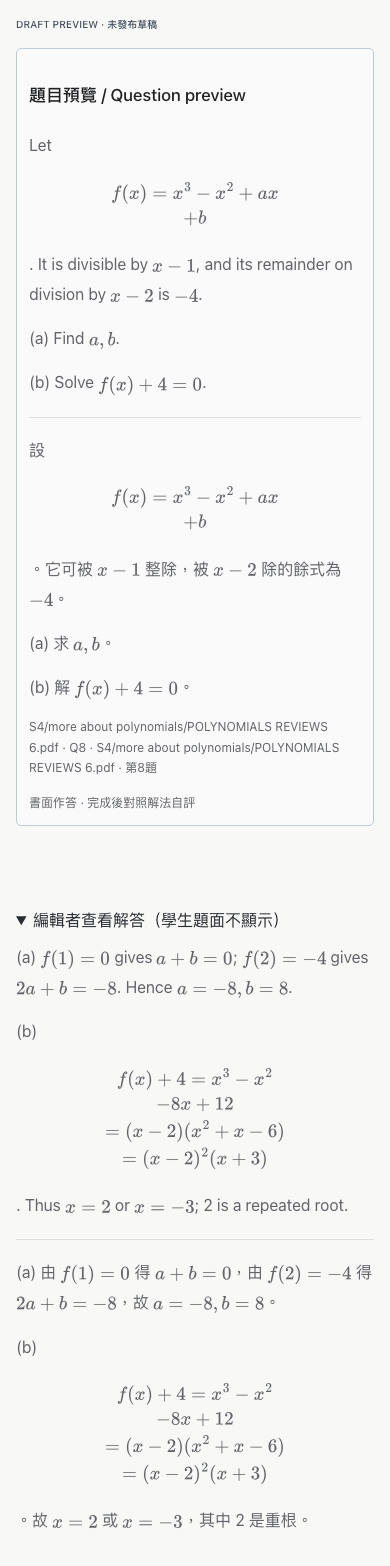 DRAFT PREVIEW · 未發布草稿
題目預覽 / Question preview
Let
f(x) = x³ − x² + ax
+b
. It is divisible by x − 1, and its remainder on
division by x − 2 is −4.
(a) Find a, b.
(b) Solve f(x) + 4 = 0.
設
f(x) = x³ − x² + ax
+b
。它可被 x − 1 整除，被 x − 2 除的餘式為
−4。
(a) 求 a, b。
(b) 解 f(x) + 4 = 0。
S4/more about polynomials/POLYNOMIALS REVIEWS
6.pdf · Q8 · S4/more about polynomials/POLYNOMIALS
REVIEWS 6.pdf · 第8題
書面作答 · 完成後對照解法自評
▼ 編輯者查看解答（學生題面不顯示）
(a) f(1) = 0 gives a + b = 0; f(2) = −4 gives
2a + b = −8. Hence a = −8, b = 8.
(b)
f(x) + 4 = x³ − x²
−8x + 12
= (x − 2)(x² + x − 6)
= (x − 2)²(x + 3)
. Thus x = 2 or x = −3; 2 is a repeated root.
(a) 由 f(1) = 0 得 a + b = 0，由 f(2) = −4 得
2a + b = −8，故 a = −8, b = 8。
(b)
f(x) + 4 = x³ − x²
−8x + 12
= (x − 2)(x² + x − 6)
= (x − 2)²(x + 3)
。故 x = 2 或 x = −3，其中 2 是重根。